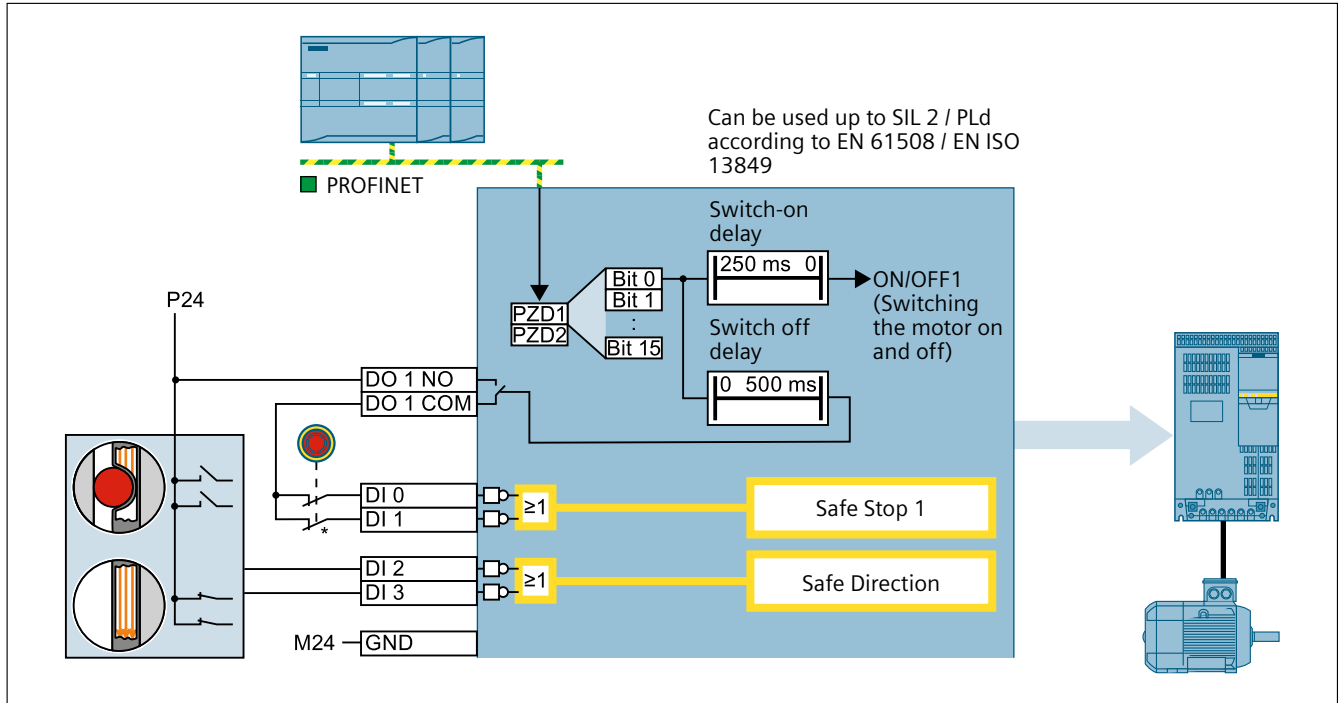 Can be used up to SIL 2 / PLd
according to EN 61508 / EN ISO
13849
PROFINET
Switch-on
delay
250 ms 0
Bit 0
Bit 1
:
Bit 15
PZD1
PZD2
ON/OFF1
(Switching
the motor on
and off)
Switch off
delay
0 500 ms
P24
DO 1 NO
DO 1 COM
DI 0
DI 1
*
≥1
Safe Stop 1
DI 2
DI 3
≥1
Safe Direction
M24
GND